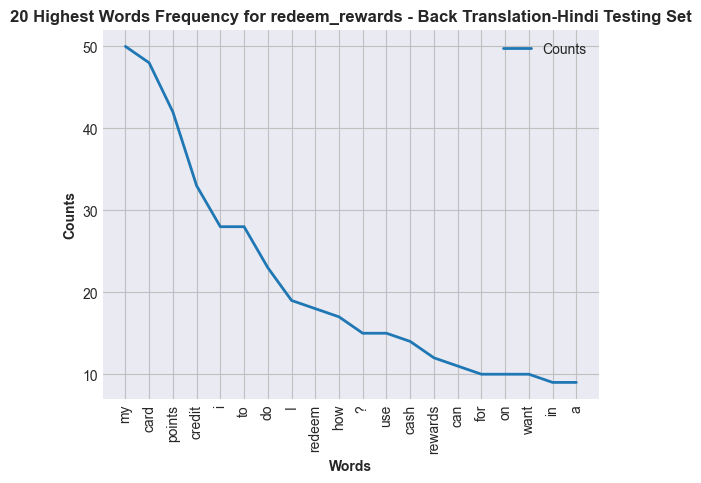 20 Highest Words Frequency for redeem_rewards - Back Translation-Hindi Testing Set
Counts
50
40
30
20
10
Counts
my
card
points
credit
i
to
do
I
redeem
how
?
use
cash
rewards
can
for
on
want
in
a
Words